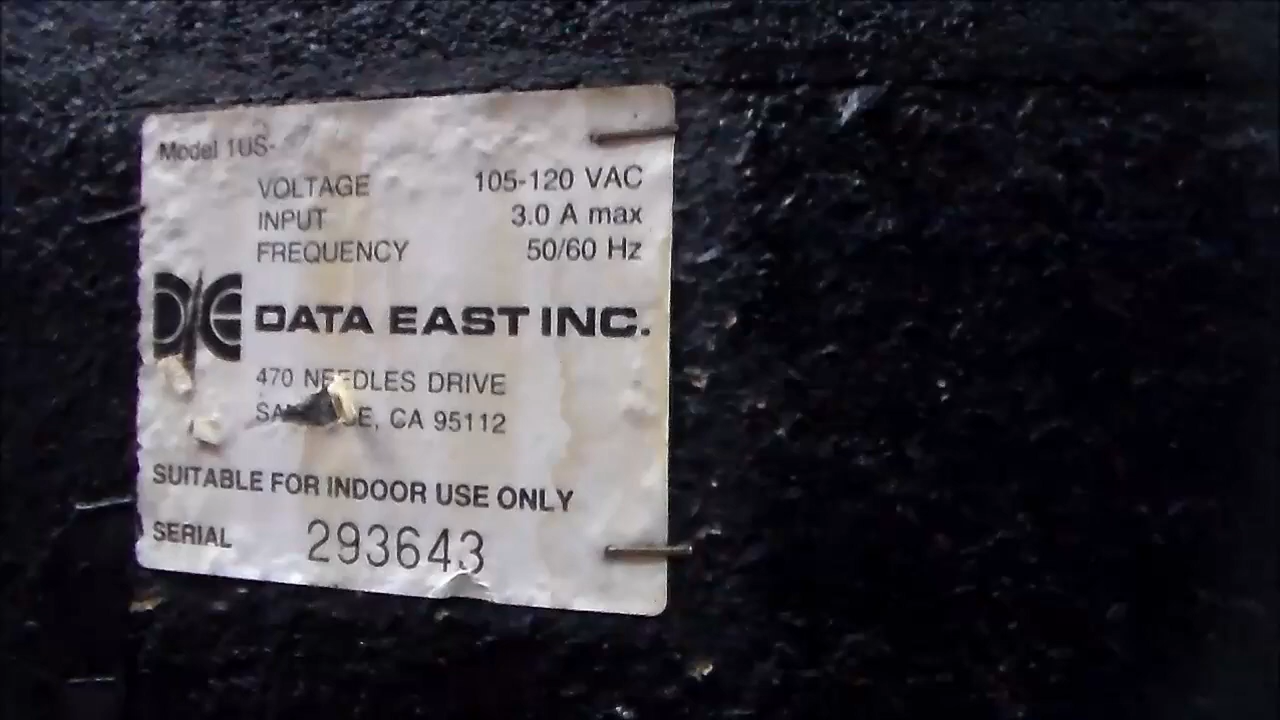 Model 1US-
VOLTAGE 105-120 VAC
INPUT 3.0 A max
FREQUENCY 50/60 Hz
DE DATA EAST INC.
470 NEEDLES DRIVE
CA 95112
SUITABLE FOR INDOOR USE ONLY
SERIAL 293643